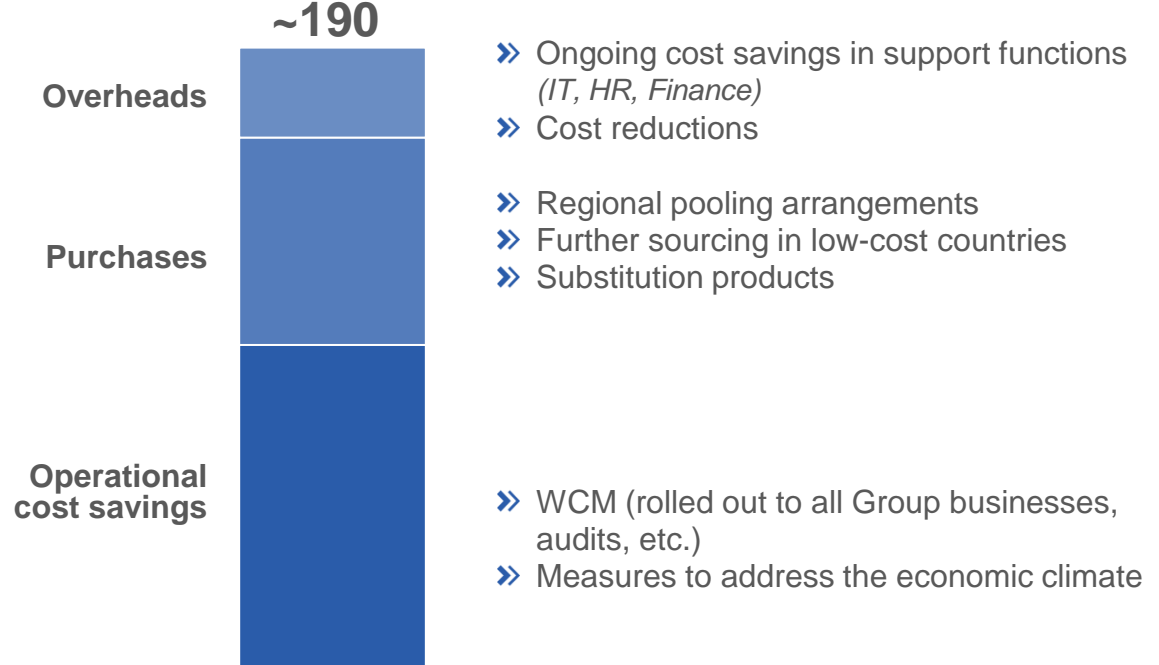 ~190
Overheads
» Ongoing cost savings in support functions
(IT, HR, Finance)
» Cost reductions
Purchases
» Regional pooling arrangements
» Further sourcing in low-cost countries
» Substitution products
Operational
cost savings
» WCM (rolled out to all Group businesses,
audits, etc.)
» Measures to address the economic climate